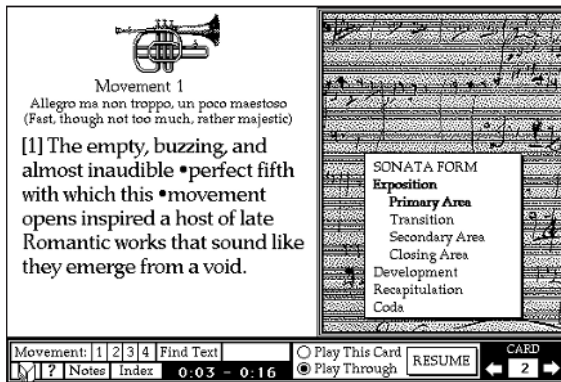 Movement 1
Allegro ma non troppo, un poco maestoso
(Fast, though not too much, rather majestic)
[1] The empty, buzzing, and
almost inaudible •perfect fifth
with which this •movement
opens inspired a host of late
Romantic works that sound like
they emerge from a void.
SONATA FORM
Exposition
Primary Area
Transition
Secondary Area
Closing Area
Development
Recapitulation
Coda
Movement: 1 2 3 4 Find Text
? Notes Index 0:03 - 0:16
Play This Card
Play Through
RESUME
CARD
2